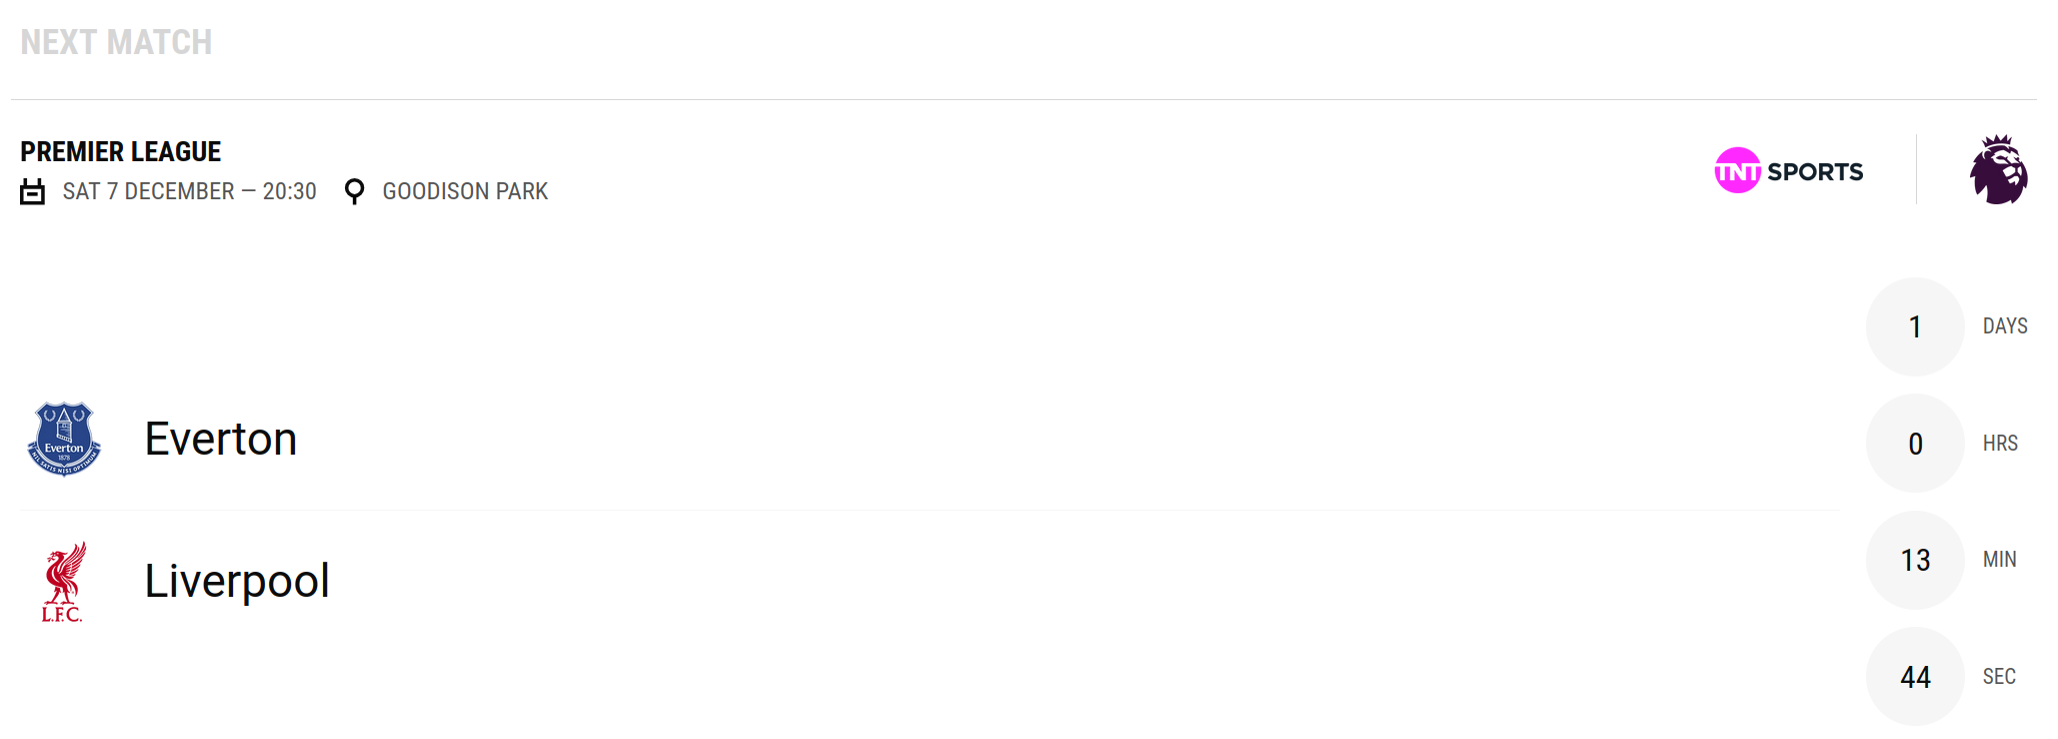 NEXT MATCH
PREMIER LEAGUE
SAT 7 DECEMBER — 20:30 GOODISON PARK
TNT SPORTS
1 DAYS
Everton
1878
NIL SATIS NISI OPTIMUM
Everton
0 HRS
L.F.C.
Liverpool
13 MIN
44 SEC